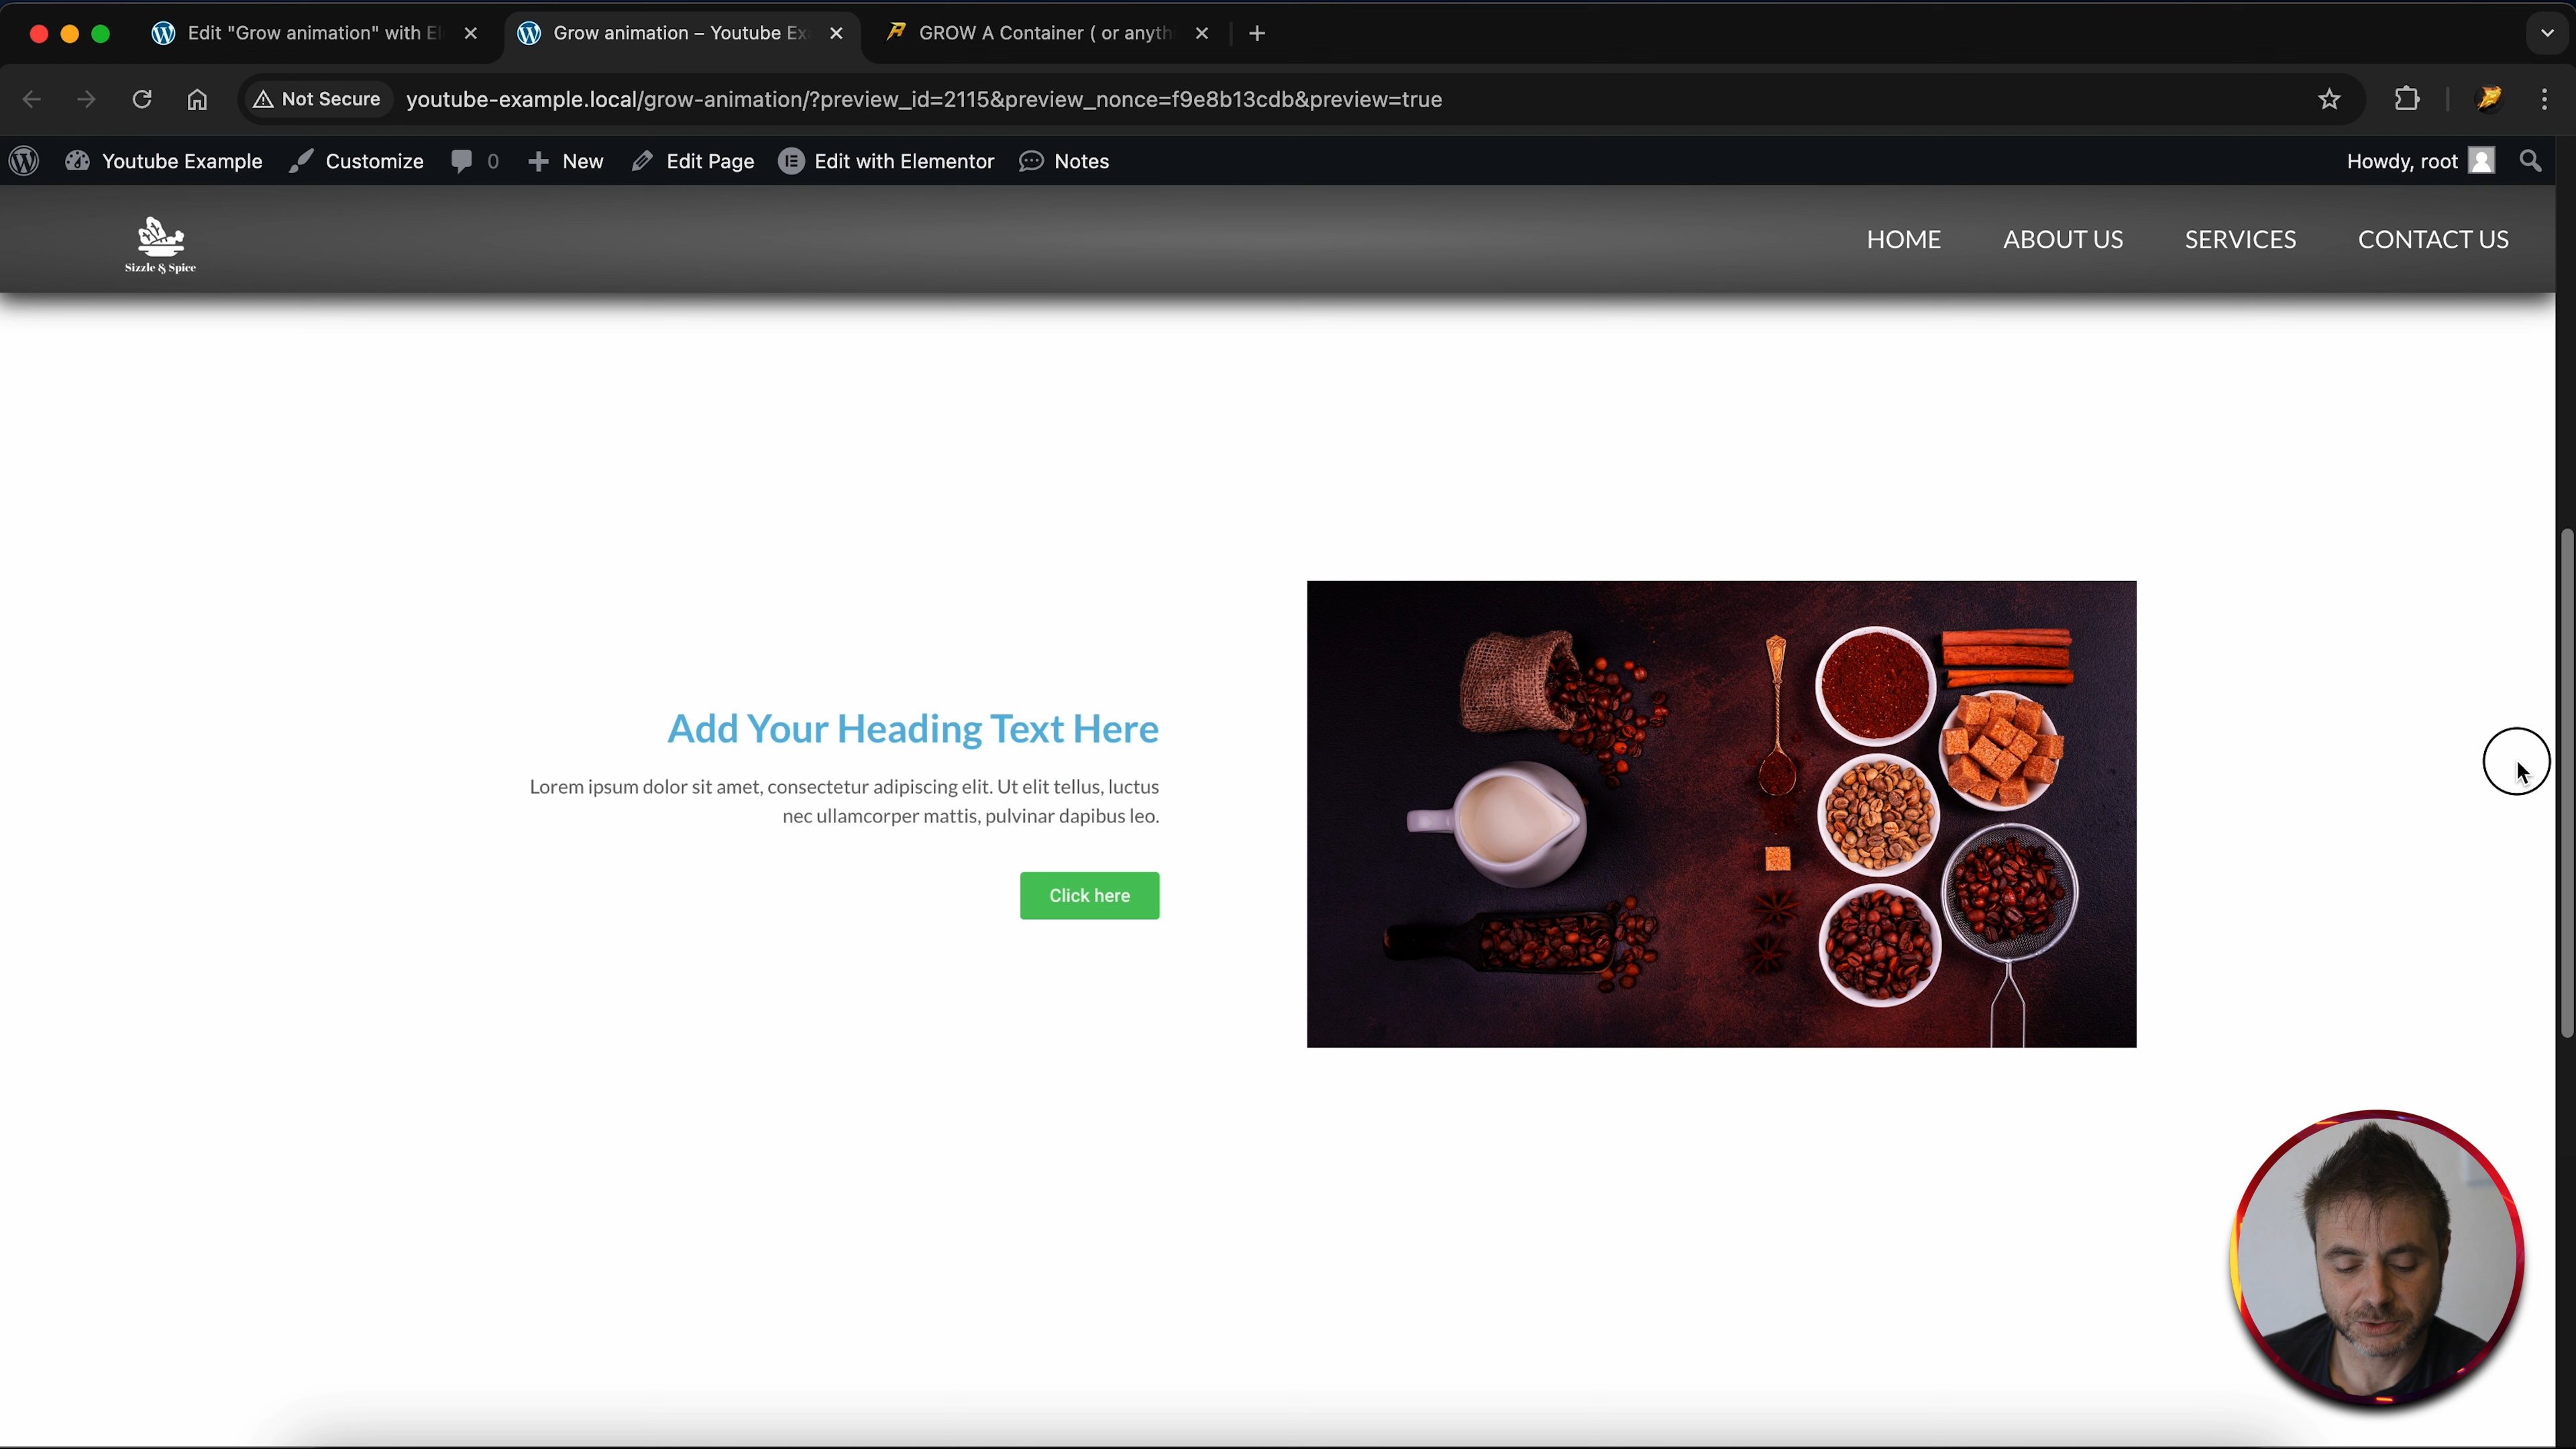 Edit "Grow animation" with El
Grow animation – Youtube Ex
GROW A Container ( or anyth
Not Secure
youtube-example.local/grow-animation/?preview_id=2115&preview_nonce=f9e8b13cdb&preview=true
Youtube Example
Customize
0
New
Edit Page
Edit with Elementor
Notes
Howdy, root
Sizzle & Spice
HOME
ABOUT US
SERVICES
CONTACT US
Add Your Heading Text Here
Lorem ipsum dolor sit amet, consectetur adipiscing elit. Ut elit tellus, luctus
nec ullamcorper mattis, pulvinar dapibus leo.
Click here